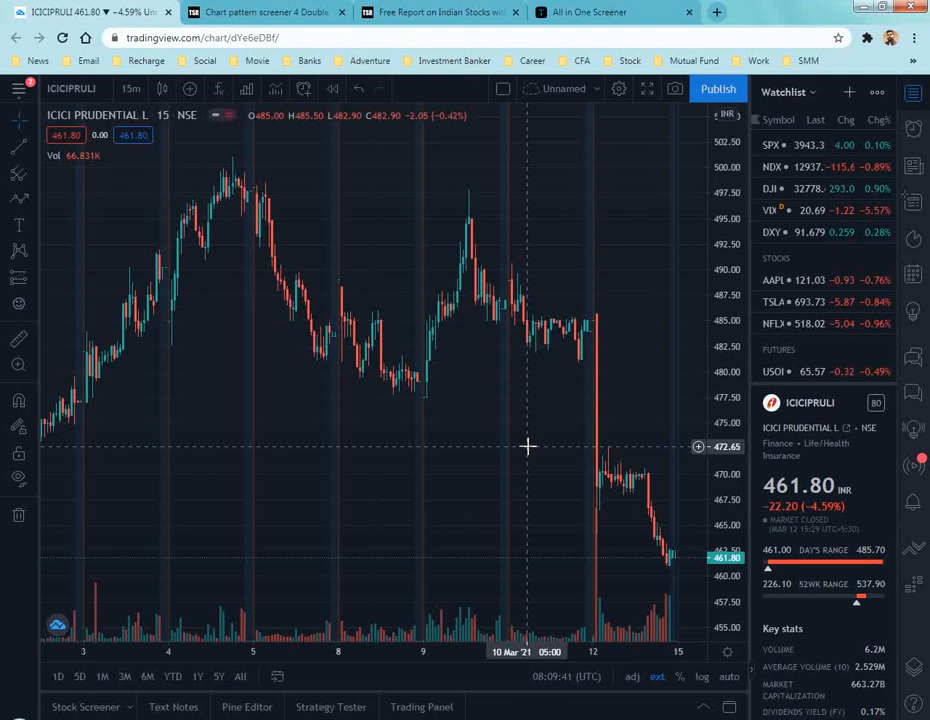 ICICIPRULI 461.80 ▼ −4.59% Un
Chart pattern screener 4 Double
Free Report on Indian Stocks with
All in One Screener
tradingview.com/chart/dYe6eDBf/
News Email Recharge Social Movie Banks Adventure Investment Banker Career CFA Stock Mutual Fund Work SMM »
2
ICICIPRULI 15m Unnamed Publish
ICICI PRUDENTIAL L • 15 NSE O485.00 H485.50 L482.90 C482.90 −2.05 (−0.42%)
461.80 0.00 461.80
Vol 66.831K
INR
502.50
500.00
497.50
495.00
492.50
490.00
487.50
485.00
482.50
480.00
477.50
475.00
472.65
470.00
467.50
465.00
462.50
461.80
460.00
457.50
455.00
3 4 5 8 9 10 Mar '21 05:00 12 15
1D 5D 1M 3M 6M YTD 1Y 5Y All
08:09:41 (UTC) adj ext % log auto
Stock Screener Text Notes Pine Editor Strategy Tester Trading Panel
Watchlist
Symbol Last Chg Chg%
SPX 3943.3 4.00 0.10%
NDX 12937. −115.6 −0.89%
DJI 32778. 293.0 0.90%
VIX D 20.69 −1.22 −5.57%
DXY 91.679 0.259 0.28%
STOCKS
AAPL 121.03 −0.93 −0.76%
TSLA 693.73 −5.87 −0.84%
NFLX 518.02 −5.04 −0.96%
FUTURES
USOI 65.57 −0.32 −0.49%
ICICIPRULI 80
ICICI PRUDENTIAL L • NSE
Finance • Life/Health
Insurance
461.80 INR
−22.20 (−4.59%)
MARKET CLOSED
(MAR 12 15:29 UTC+5:30)
461.00 DAY'S RANGE 485.70
226.10 52WK RANGE 537.90
Key stats
VOLUME 6.2M
AVERAGE VOLUME (10) 2.529M
MARKET
CAPITALIZATION 663.27B
DIVIDENDS YIELD (FY) 0.17%